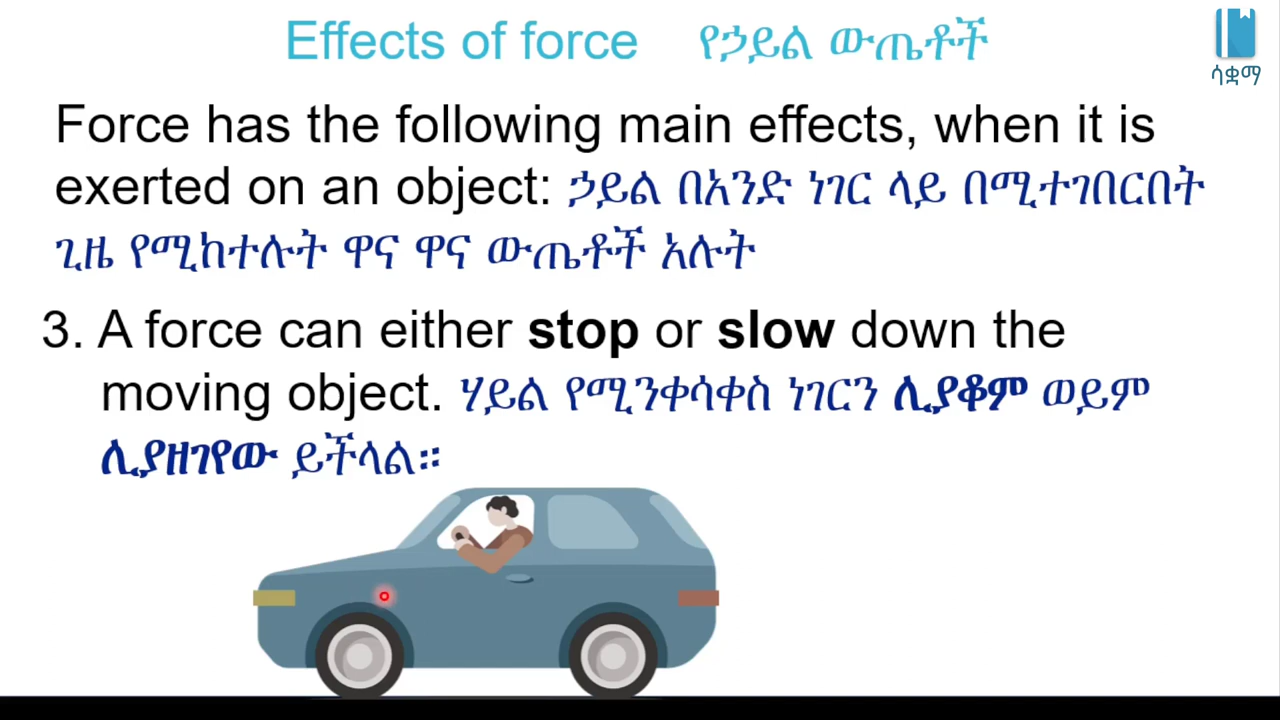 Effects of force የኃይል ውጤቶች
ሳቋማ
Force has the following main effects, when it is
exerted on an object: ኃይል በአንድ ነገር ላይ በሚተገበርበት
ጊዜ የሚከተሉት ዋና ዋና ውጤቶች አሉት
3. A force can either stop or slow down the
moving object. ሃይል የሚንቀሳቀስ ነገርን ሊያቆም ወይም
ሊያዘገየው ይችላል።